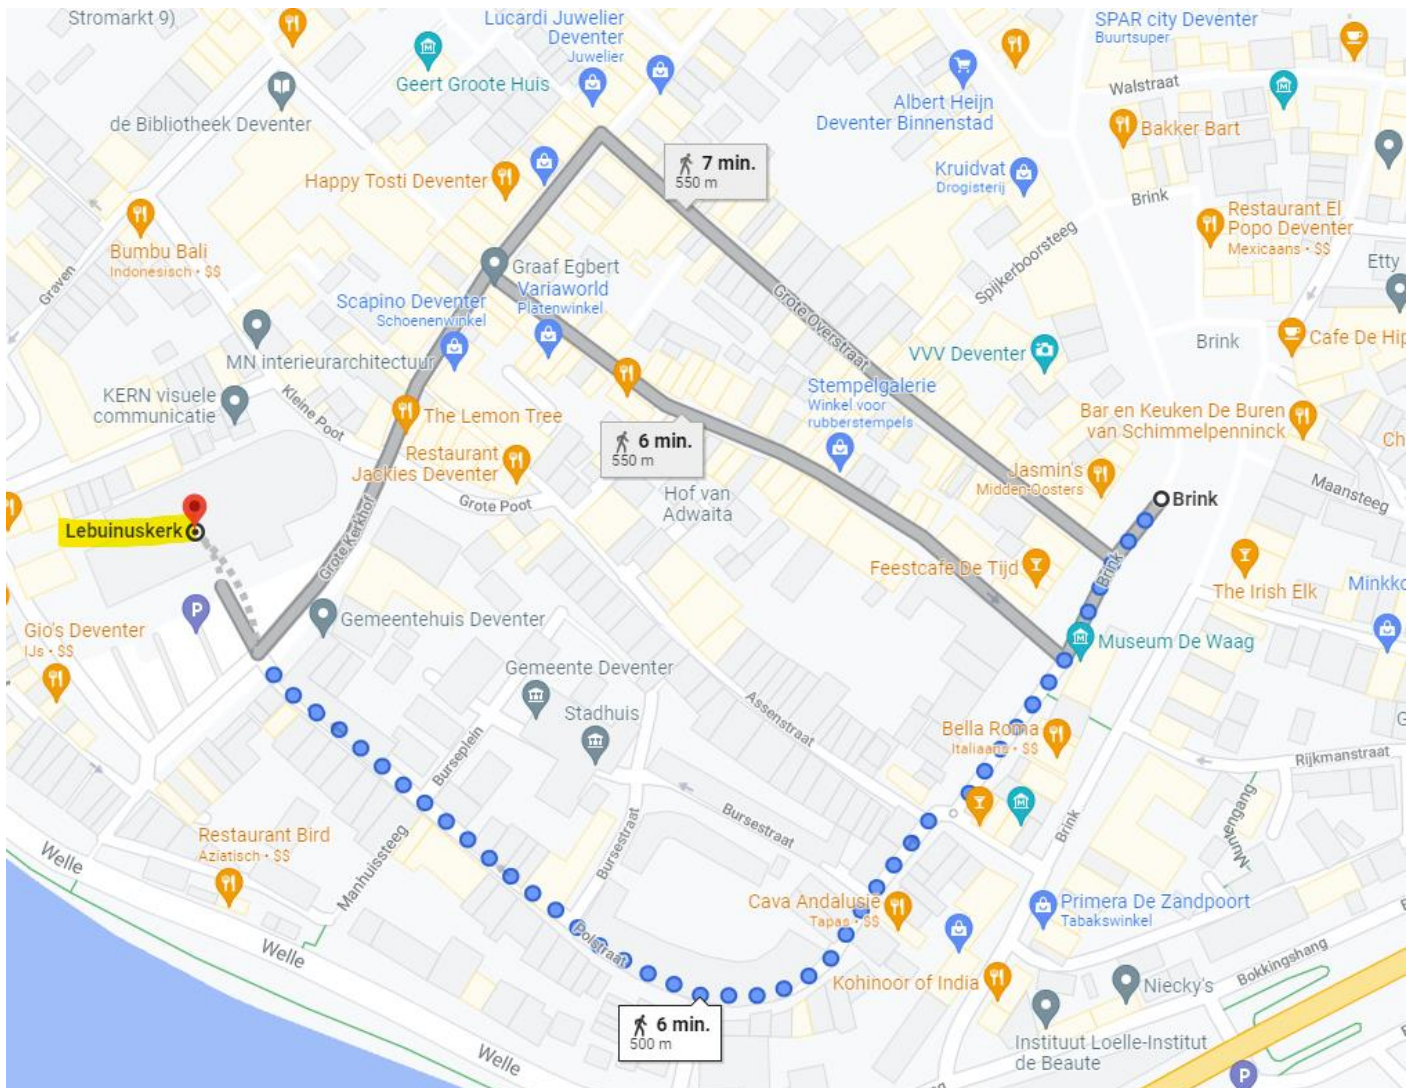 Stromarkt 9)
Lucardi Juwelier
Deventer
Juwelier
SPAR city Deventer
Buurtsuper
Geert Groote Huis
Walstraat
Albert Heijn
Deventer Binnenstad
de Bibliotheek Deventer
Bakker Bart
7 min.
550 m
Kruidvat
Drogisterij
Happy Tosti Deventer
Brink
Restaurant El
Popo Deventer
Mexicaans • $$
Bumbu Bali
Indonesisch • $$
Graven
Spijkerboorsteeg
Etty
Graaf Egbert
Variaworld
Platenwinkel
Scapino Deventer
Schoenenwinkel
Grote Overstraat
Brink
Cafe De Hip
MN interieurarchitectuur
VVV Deventer
KERN visuele
communicatie
Kleine Poot
The Lemon Tree
Stempelgalerie
Winkel voor
rubberstempels
Bar en Keuken De Buren
van Schimmelpenninck
Ch
6 min.
550 m
Restaurant
Jackies Deventer
Jasmin's
Midden-Oosters
Maansteeg
Grote Poot
Hof van
Adwaita
Brink
Lebuinuskerk
Grote Kerkhof
Feestcafe De Tijd
Brink
The Irish Elk
Minkko
P
Gemeentehuis Deventer
Gio's Deventer
IJs • $$
Museum De Waag
Gemeente Deventer
Stadhuis
Assenstraat
Bella Roma
Italiaans • $$
G
Rijkmanstraat
Burseplein
Bursestraat
Brink
Muntengang
Restaurant Bird
Aziatisch • $$
Welle
Manhuissteeg
Bursestraat
Cava Andalusie
Tapas • $$
Primera De Zandpoort
Tabakswinkel
Polstraat
Welle
Kohinoor of India
Niecky's
Bokkingshang
6 min.
500 m
Instituut Loelle-Institut
de Beaute
Welle
P